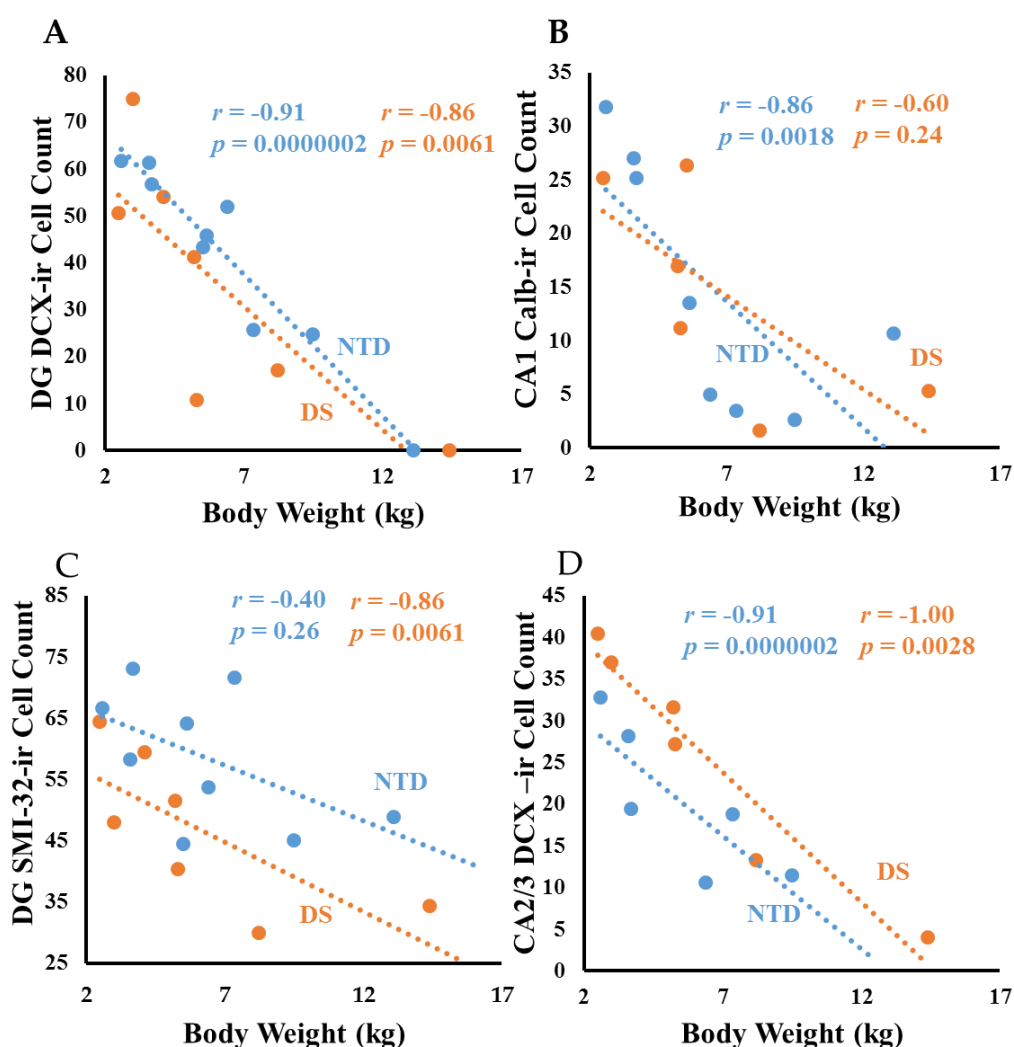 A
DG DCX-ir Cell Count
80
70
60
50
40
30
20
10
0
r = -0.91 r = -0.86
p = 0.0000002 p = 0.0061
NTD
DS
2 7 12 17
Body Weight (kg)
B
CA1 Calb-ir Cell Count
35
30
25
20
15
10
5
0
r = -0.86 r = -0.60
p = 0.0018 p = 0.24
NTD
DS
2 7 12 17
Body Weight (kg)
C
DG SMI-32-ir Cell Count
85
75
65
55
45
35
25
r = -0.40 r = -0.86
p = 0.26 p = 0.0061
NTD
DS
2 7 12 17
Body Weight (kg)
D
CA2/3 DCX –ir Cell Count
45
40
35
30
25
20
15
10
5
0
r = -0.91 r = -1.00
p = 0.0000002 p = 0.0028
DS
NTD
2 7 12 17
Body Weight (kg)